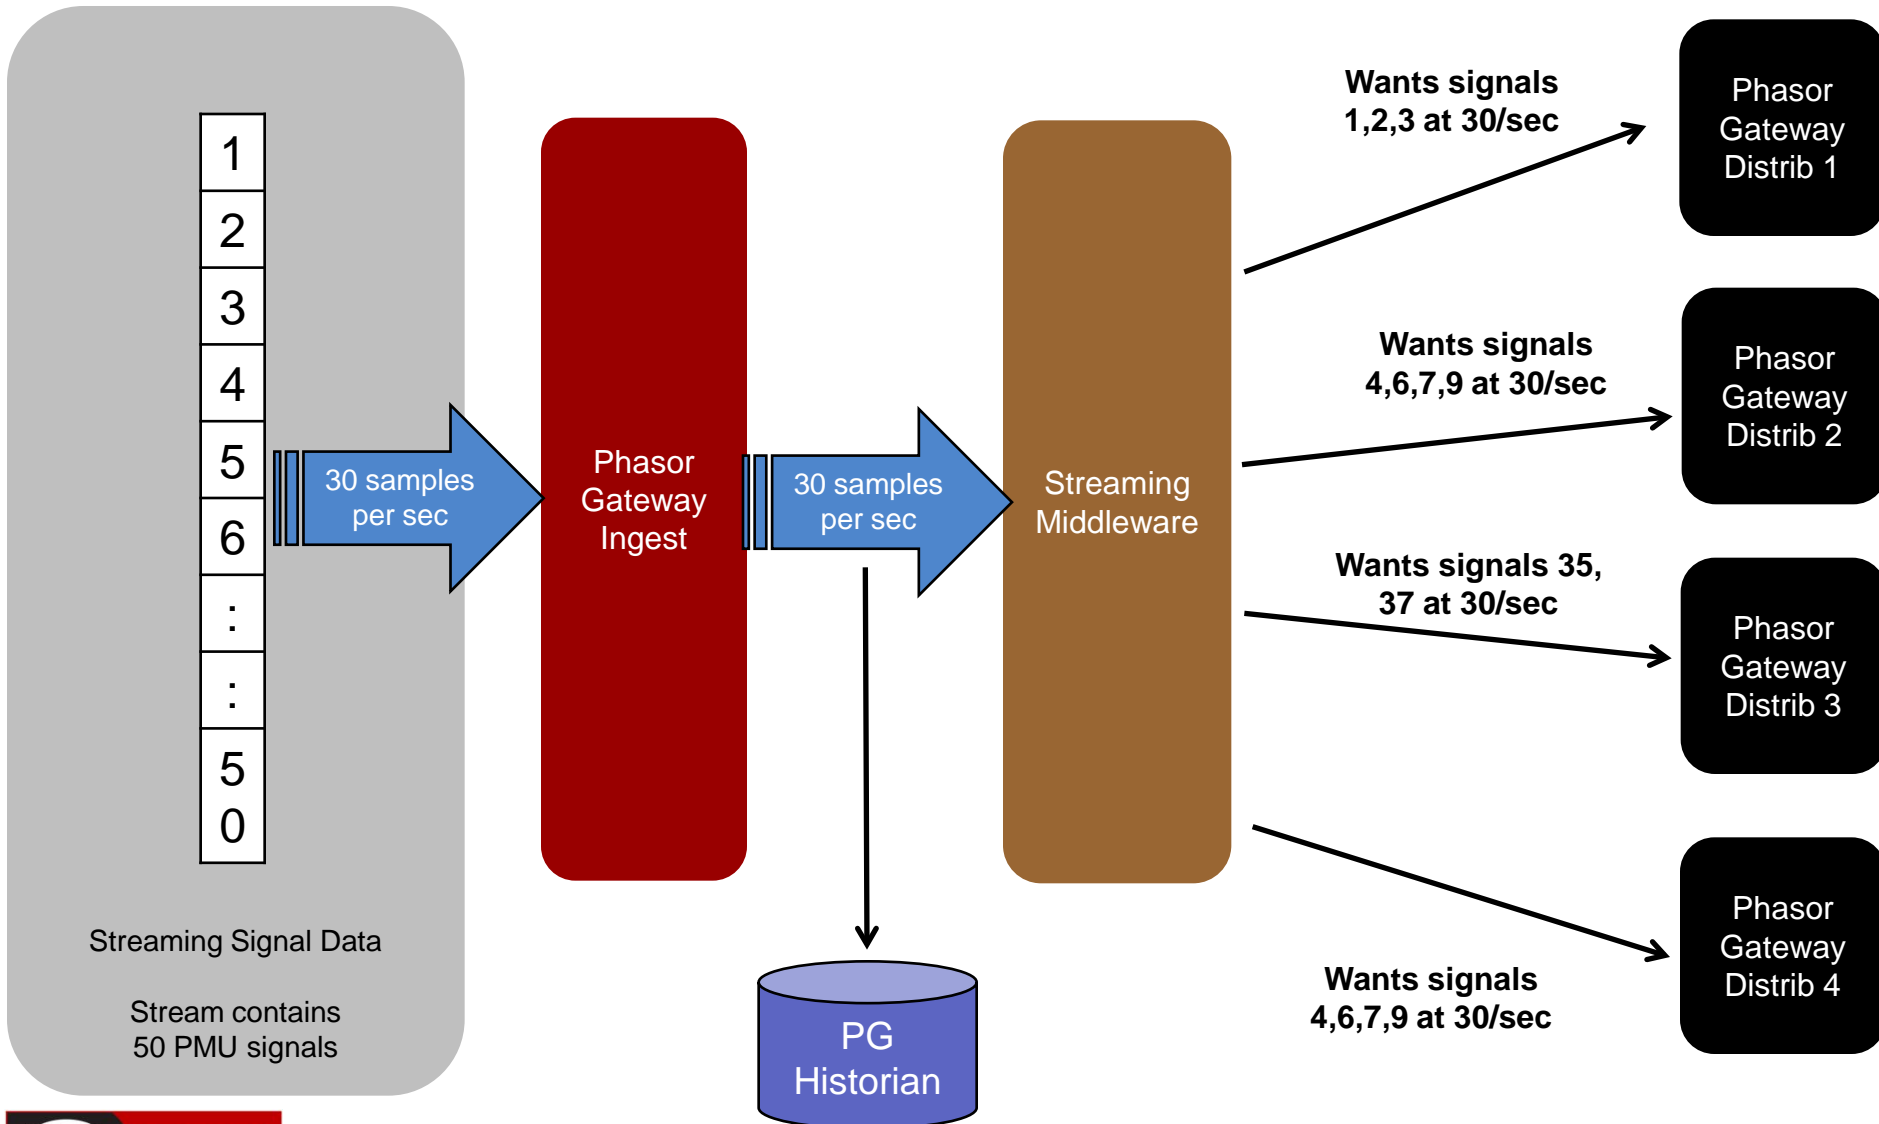 1
2
3
4
5
6
:
:
5
0
Streaming Signal Data
Stream contains
50 PMU signals
30 samples
per sec
Phasor
Gateway
Ingest
30 samples
per sec
PG
Historian
Streaming
Middleware
Wants signals
1,2,3 at 30/sec
Wants signals
4,6,7,9 at 30/sec
Wants signals 35,
37 at 30/sec
Wants signals
4,6,7,9 at 30/sec
Phasor
Gateway
Distrib 1
Phasor
Gateway
Distrib 2
Phasor
Gateway
Distrib 3
Phasor
Gateway
Distrib 4